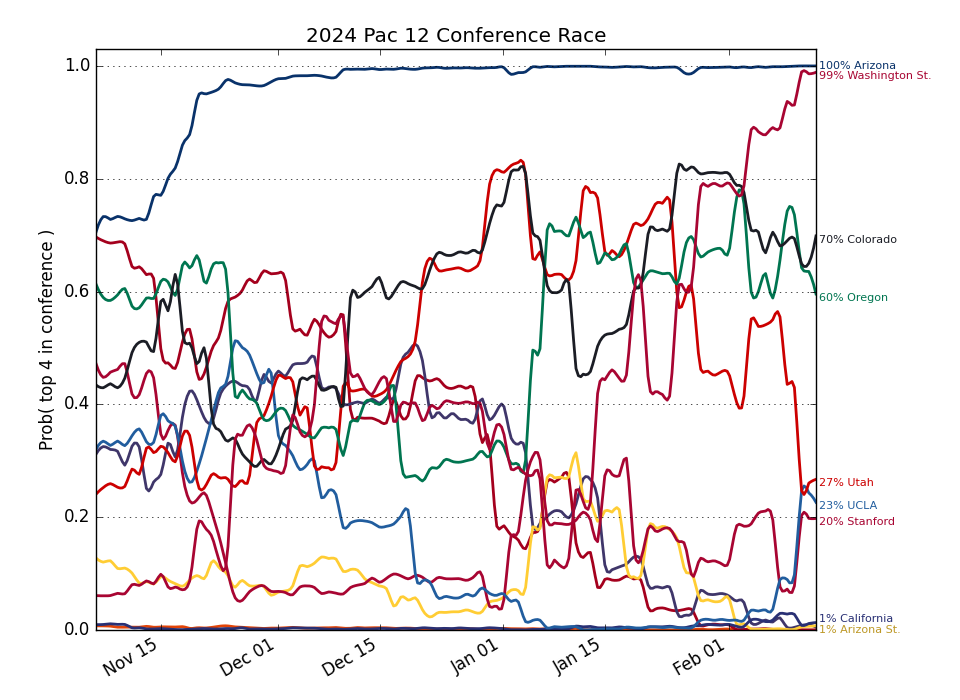 2024 Pac 12 Conference Race
Prob( top 4 in conference )
1.0
0.8
0.6
0.4
0.2
0.0
Nov 15
Dec 01
Dec 15
Jan 01
Jan 15
Feb 01
100% Arizona
99% Washington St.
70% Colorado
60% Oregon
27% Utah
23% UCLA
20% Stanford
1% California
1% Arizona St.